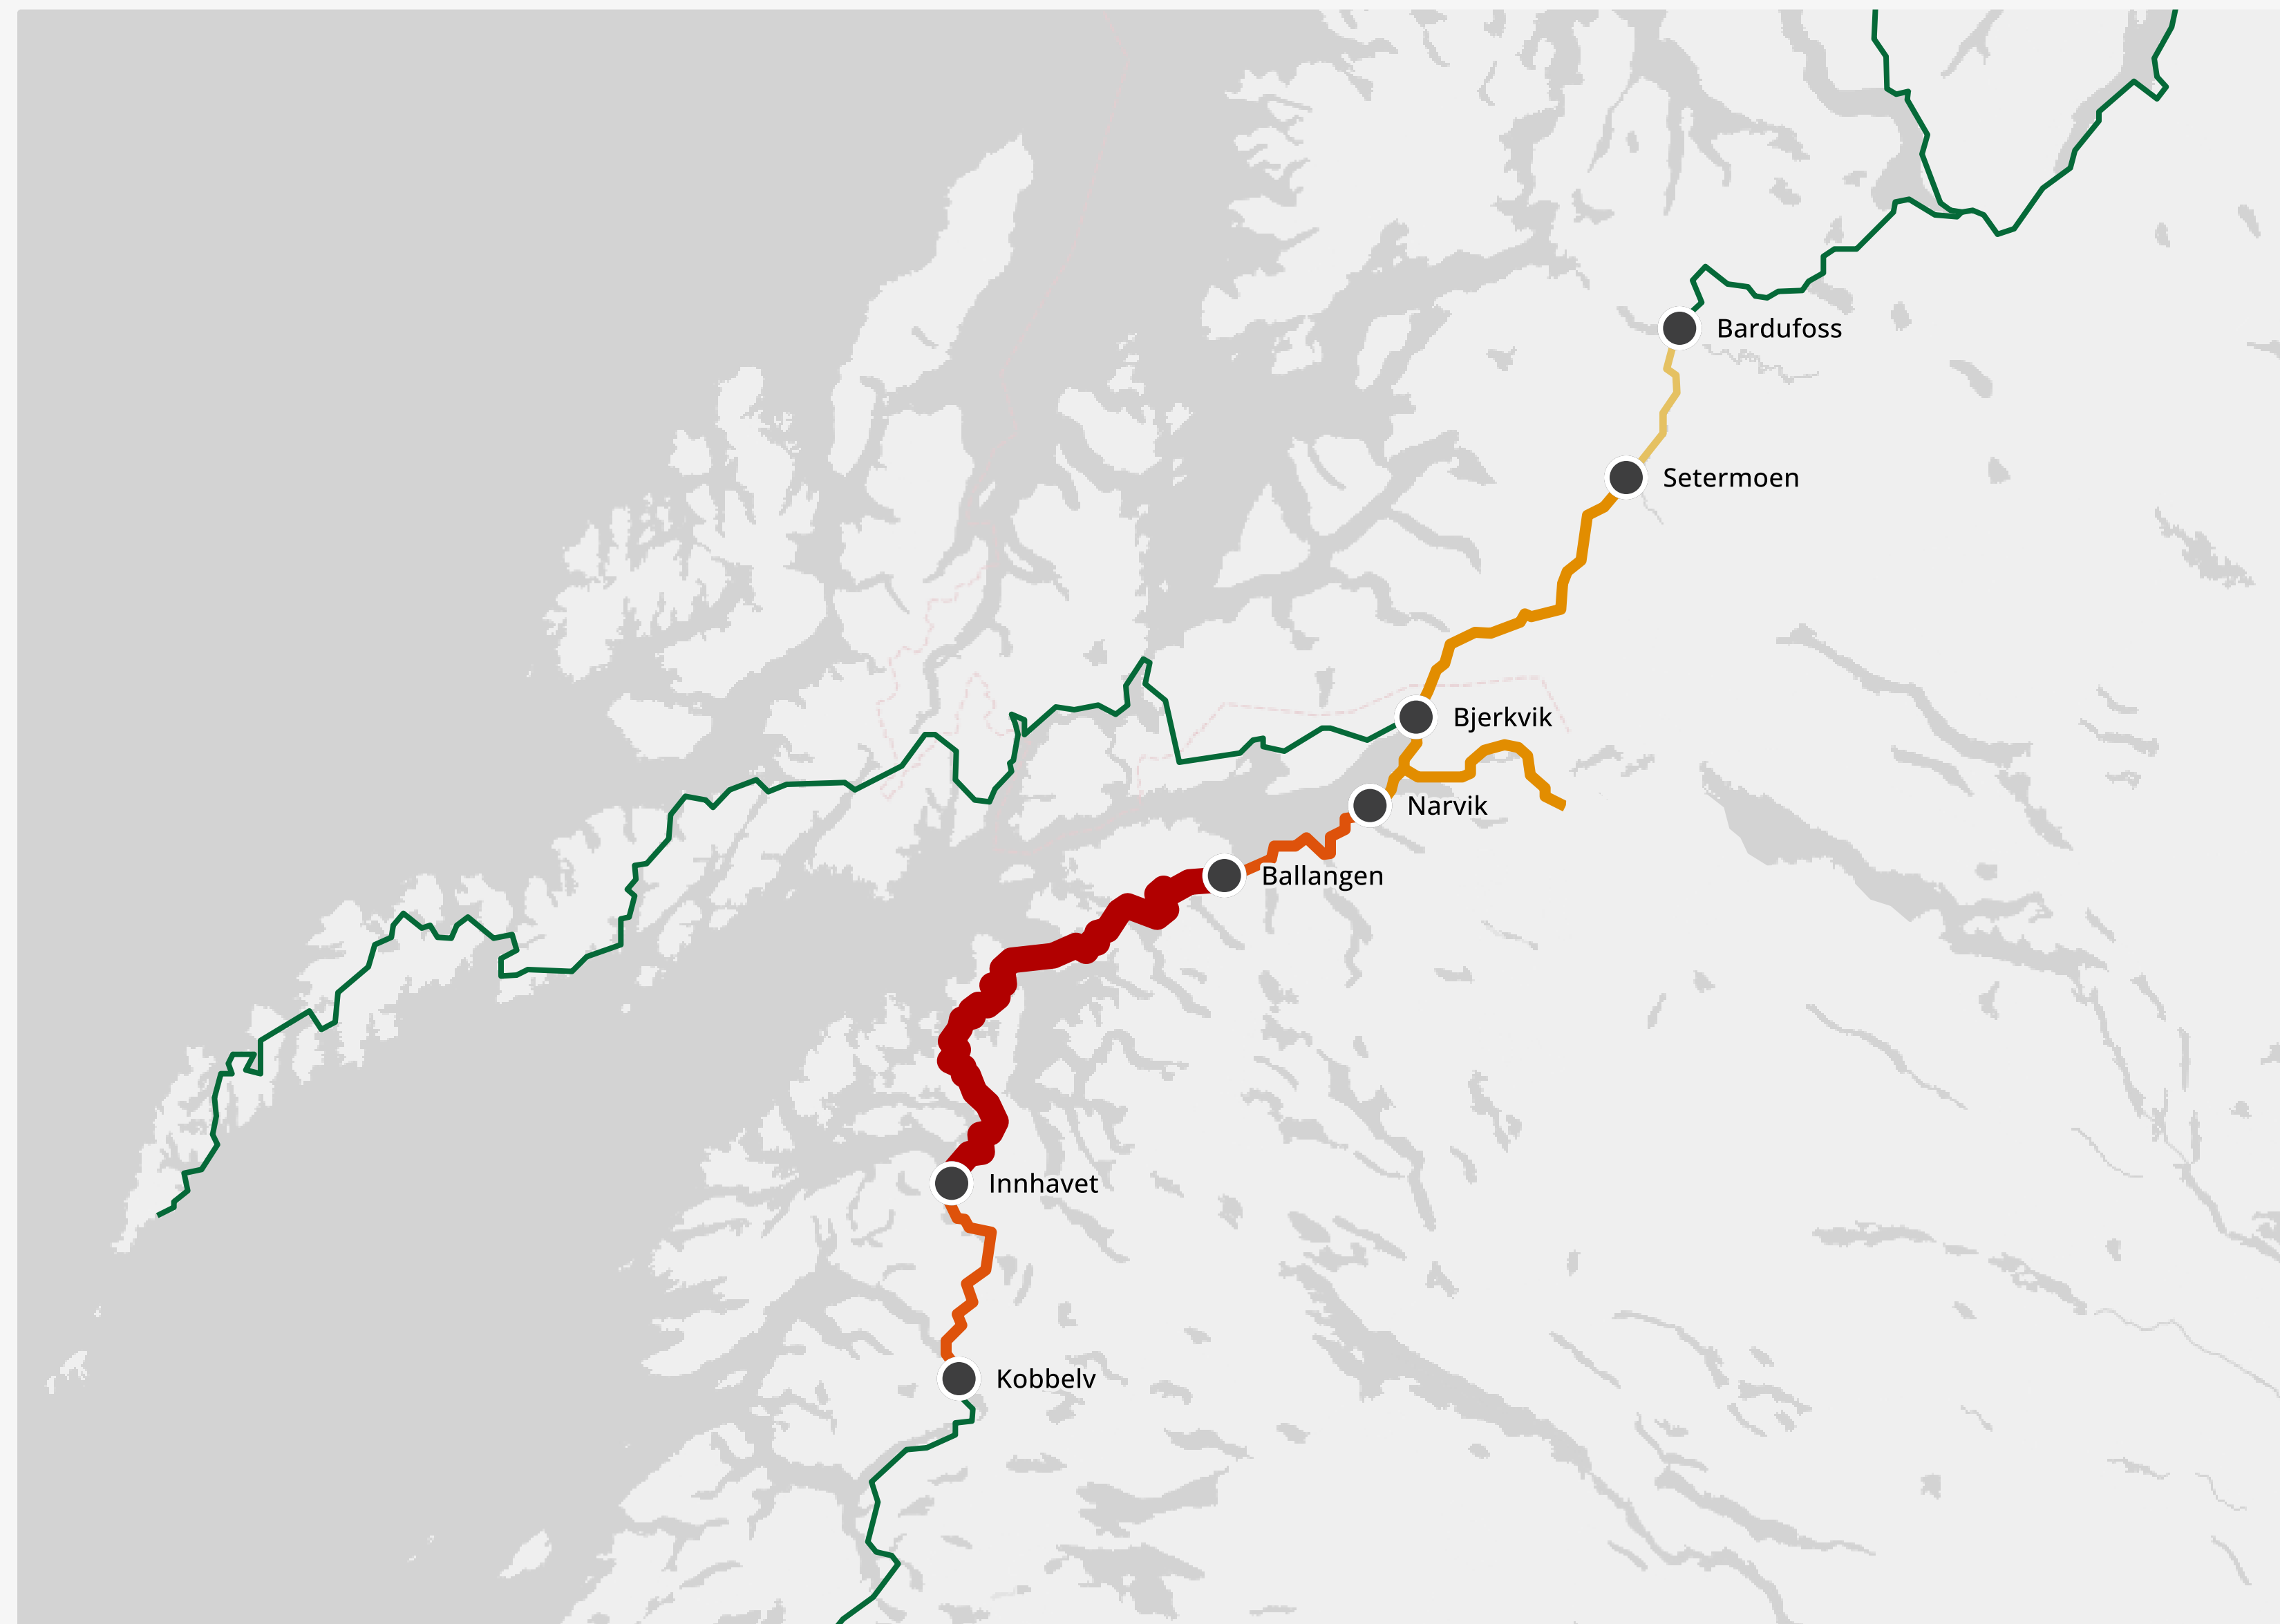 Bardufoss
Setermoen
Bjerkvik
Narvik
Ballangen
Innhavet
Kobbelv